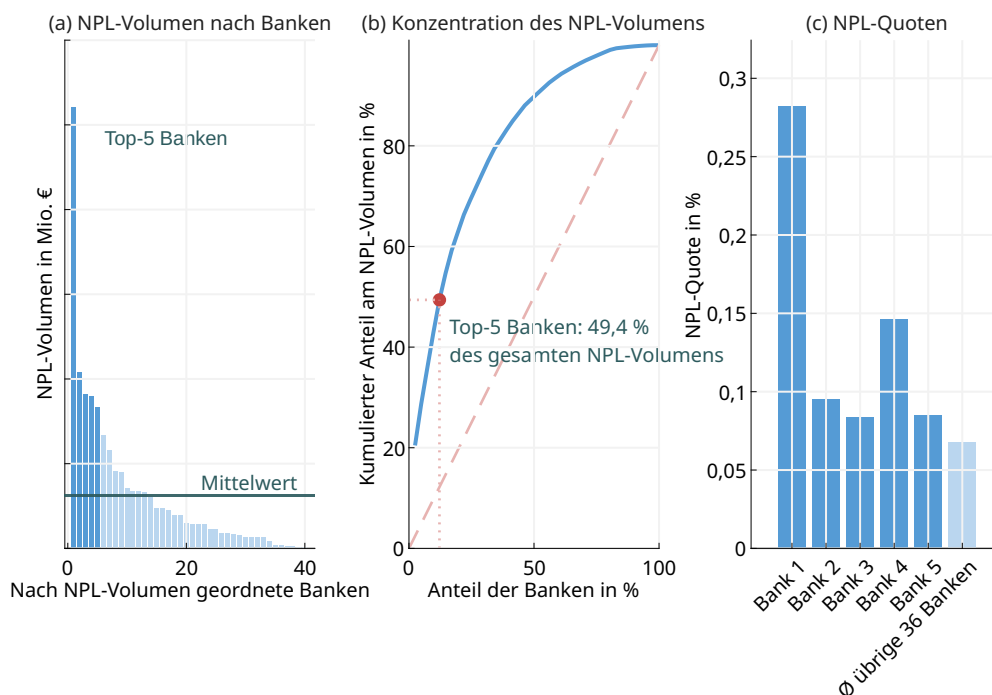 (a) NPL-Volumen nach Banken
NPL-Volumen in Mio. €
Top-5 Banken
Mittelwert
0
20
40
Nach NPL-Volumen geordnete Banken
(b) Konzentration des NPL-Volumens
Kumulierter Anteil am NPL-Volumen in %
80
60
40
20
0
Top-5 Banken: 49,4 %
des gesamten NPL-Volumens
0
50
100
Anteil der Banken in %
(c) NPL-Quoten
NPL-Quote in %
0,3
0,25
0,2
0,15
0,1
0,05
0
Bank 1
Bank 2
Bank 3
Bank 4
Bank 5
Ø übrige 36 Banken